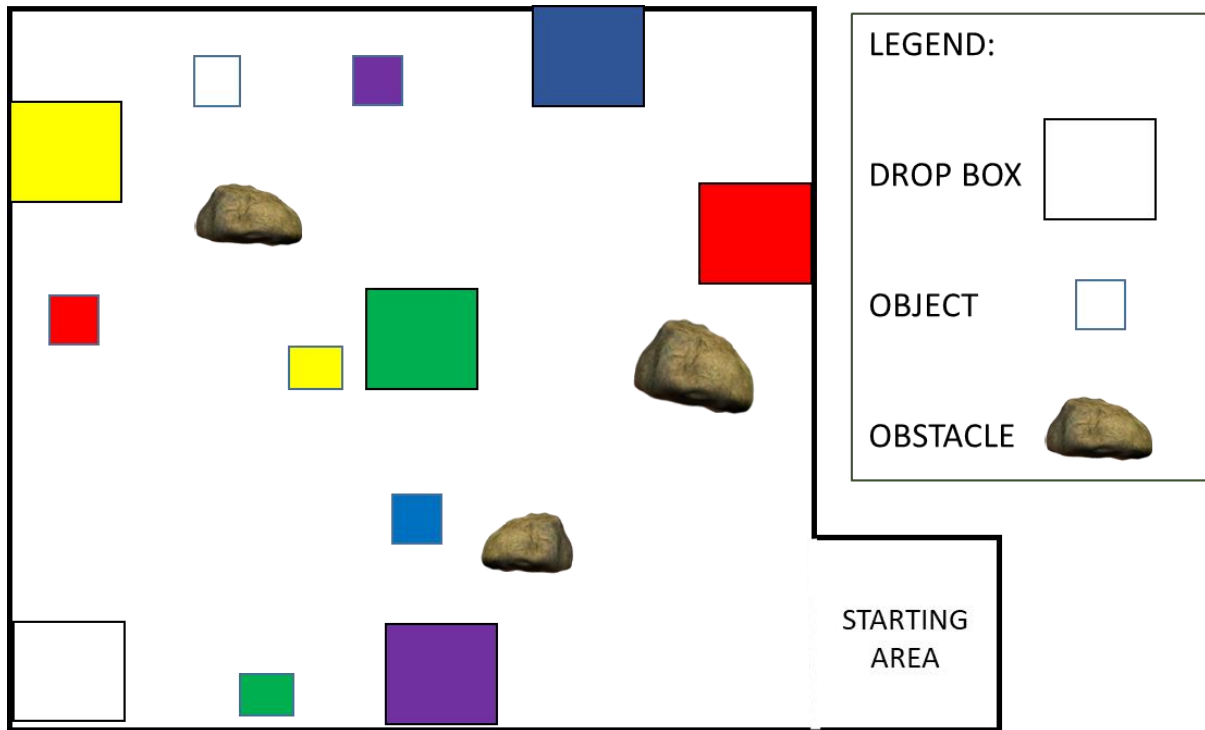 LEGEND:
DROP BOX
OBJECT
OBSTACLE
STARTING
AREA